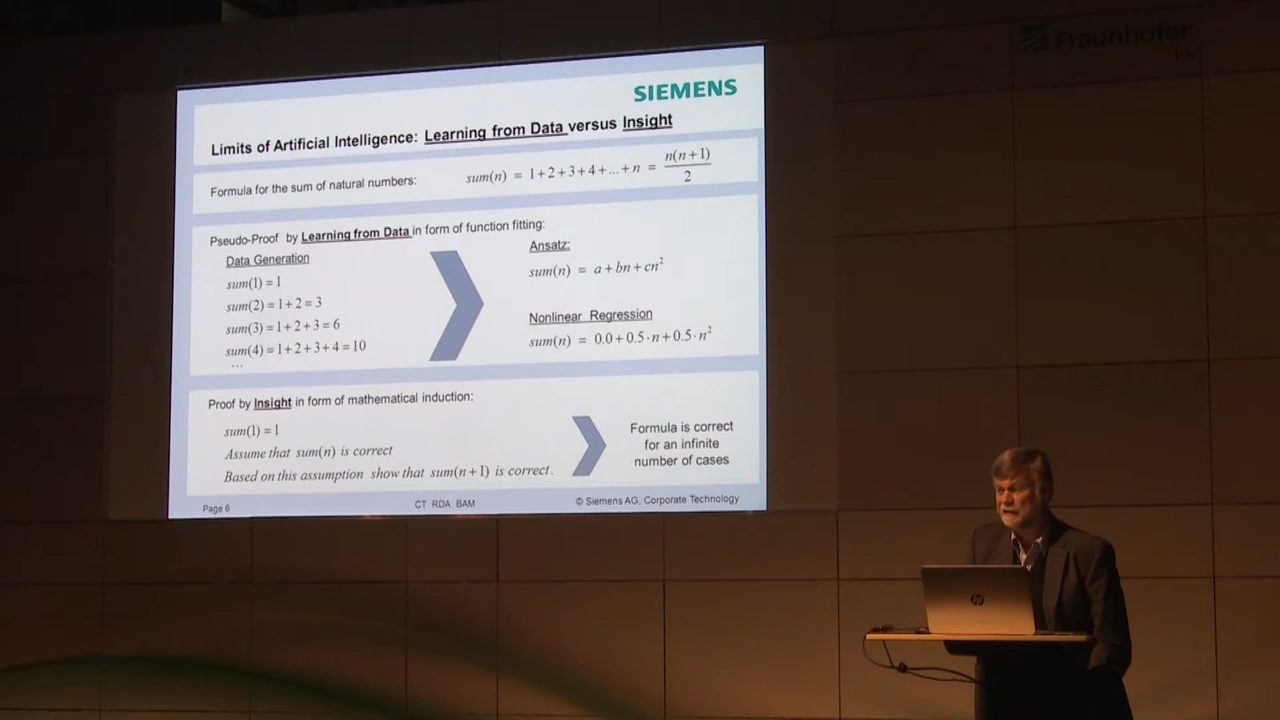 Fraunhofer
SIEMENS
Limits of Artificial Intelligence: Learning from Data versus Insight
Formula for the sum of natural numbers: sum(n) = 1+2+3+4+...+n = n(n+1)/2
Pseudo-Proof by Learning from Data in form of function fitting:
Data Generation
sum(1) = 1
sum(2) = 1+2 = 3
sum(3) = 1+2+3 = 6
sum(4) = 1+2+3+4 = 10
...
Ansatz:
sum(n) = a+bn+cn²
Nonlinear Regression
sum(n) = 0.0+0.5·n+0.5·n²
Proof by Insight in form of mathematical induction:
sum(1) = 1
Assume that sum(n) is correct
Based on this assumption show that sum(n+1) is correct.
Formula is correct
for an infinite
number of cases
Page 6
CT RDA BAM
© Siemens AG, Corporate Technology
hp